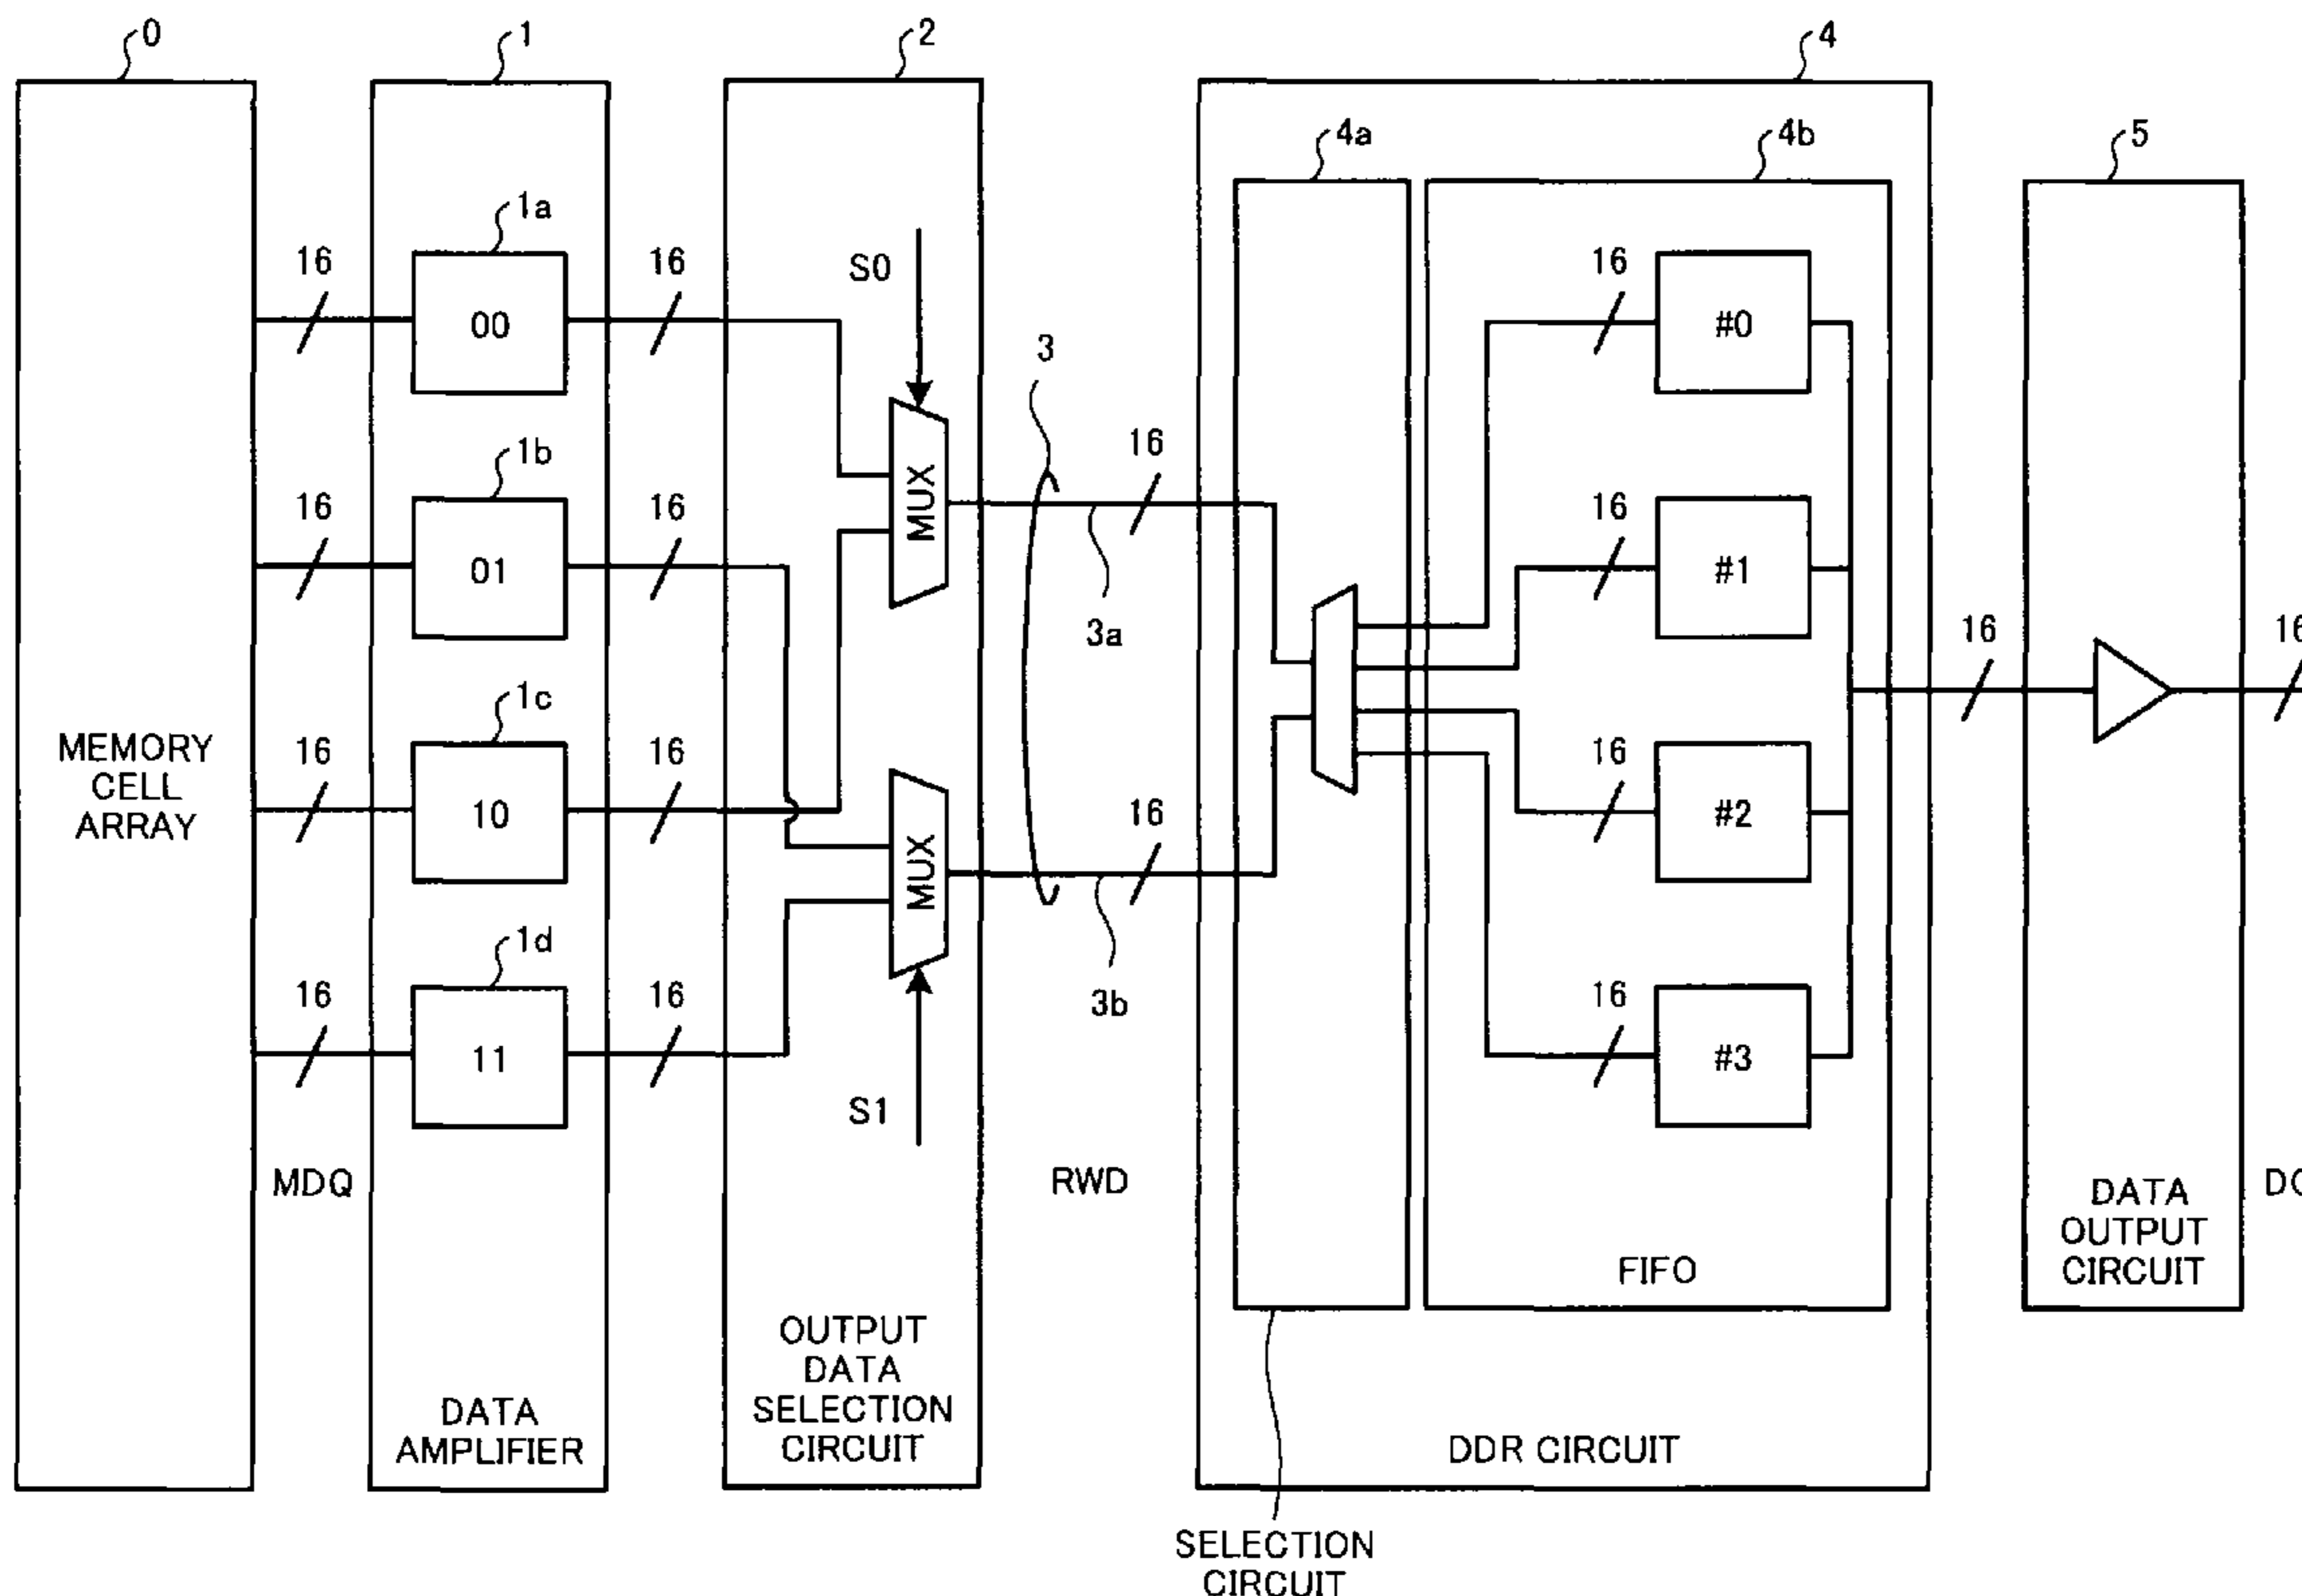 0
1
2
4
4a
4b
5
1a
16
16
00
S0
16
#0
3
1b
16
16
01
MUX
16
3a
16
#1
16
16
1c
MEMORY
CELL
ARRAY
16
16
10
MUX
16
3b
16
#2
1d
16
16
11
S1
16
#3
MDQ
RWD
DATA
OUTPUT
CIRCUIT
FIFO
OUTPUT
DATA
SELECTION
CIRCUIT
DATA
AMPLIFIER
DDR CIRCUIT
SELECTION
CIRCUIT